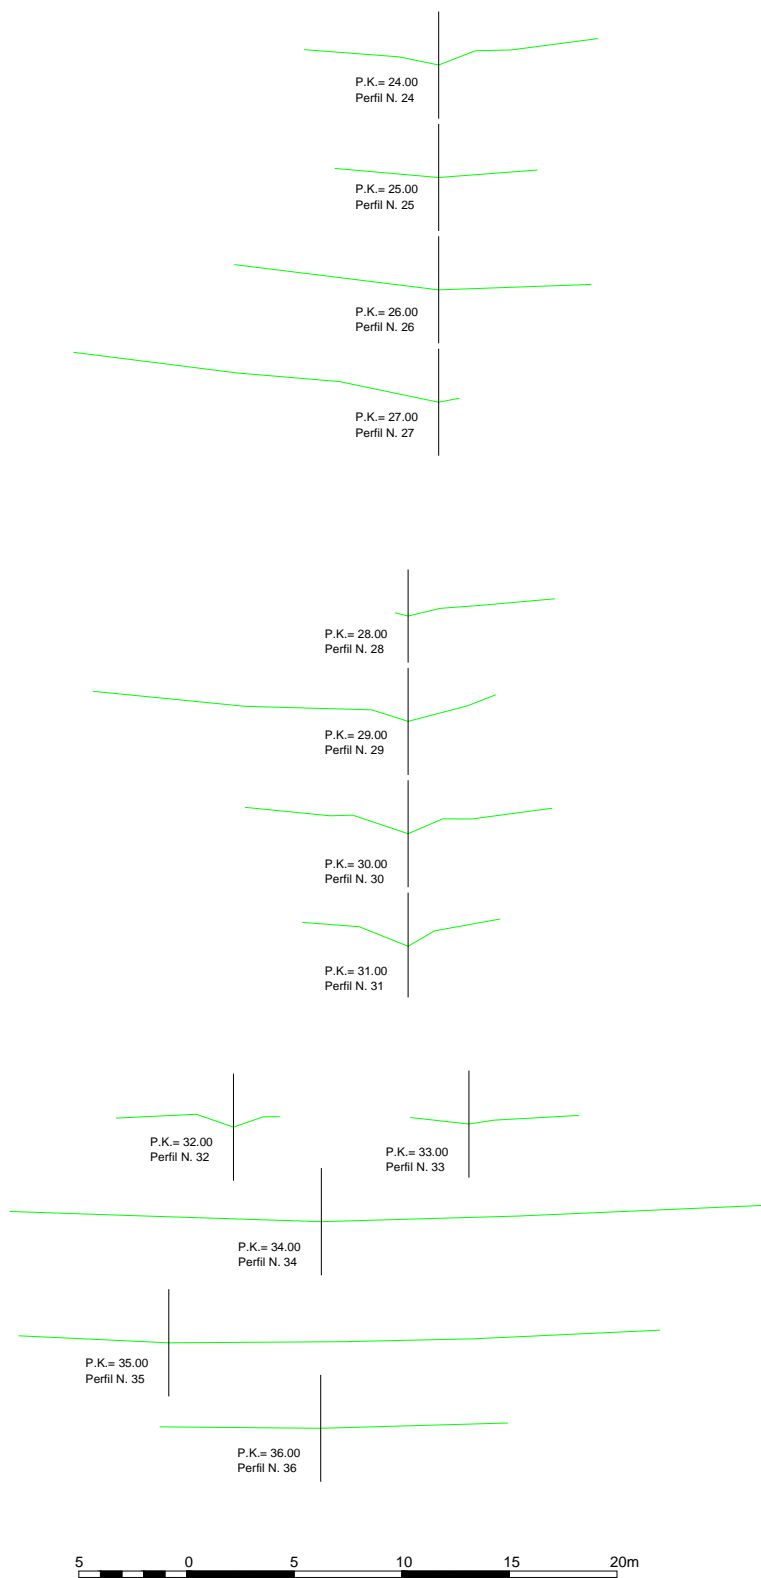 P.K.= 24.00
Perfil N. 24
P.K.= 25.00
Perfil N. 25
P.K.= 26.00
Perfil N. 26
P.K.= 27.00
Perfil N. 27
P.K.= 28.00
Perfil N. 28
P.K.= 29.00
Perfil N. 29
P.K.= 30.00
Perfil N. 30
P.K.= 31.00
Perfil N. 31
P.K.= 32.00
Perfil N. 32
P.K.= 33.00
Perfil N. 33
P.K.= 34.00
Perfil N. 34
P.K.= 35.00
Perfil N. 35
P.K.= 36.00
Perfil N. 36
5 0 5 10 15 20m